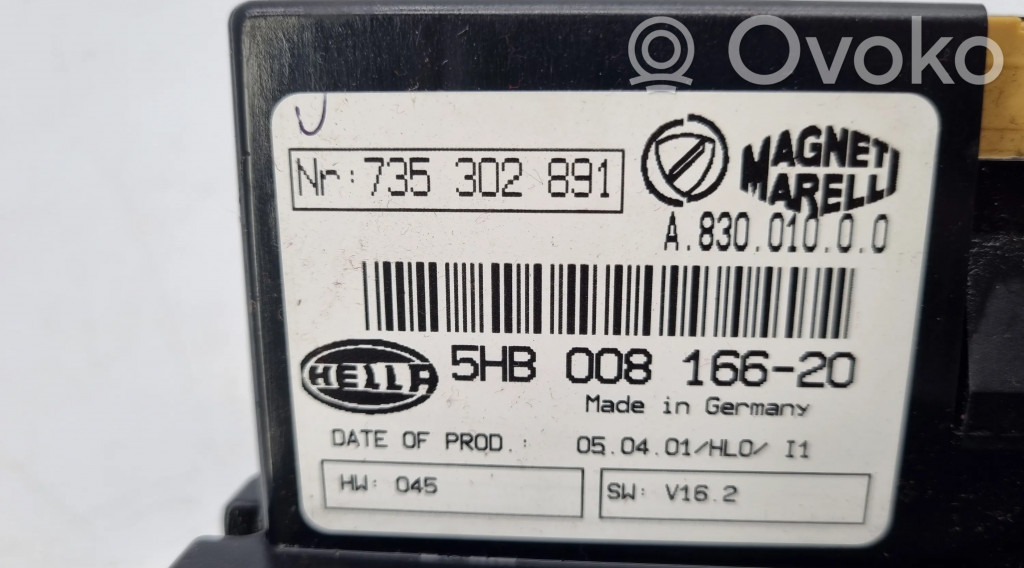 Ovoko
Nr: 735 302 891
MAGNETI
MARELLI
A.830.010.0.0
HELLA
5HB 008 166-20
Made in Germany
DATE OF PROD.: 05.04.01/HLO/ I1
HW: 045
SW: V16.2